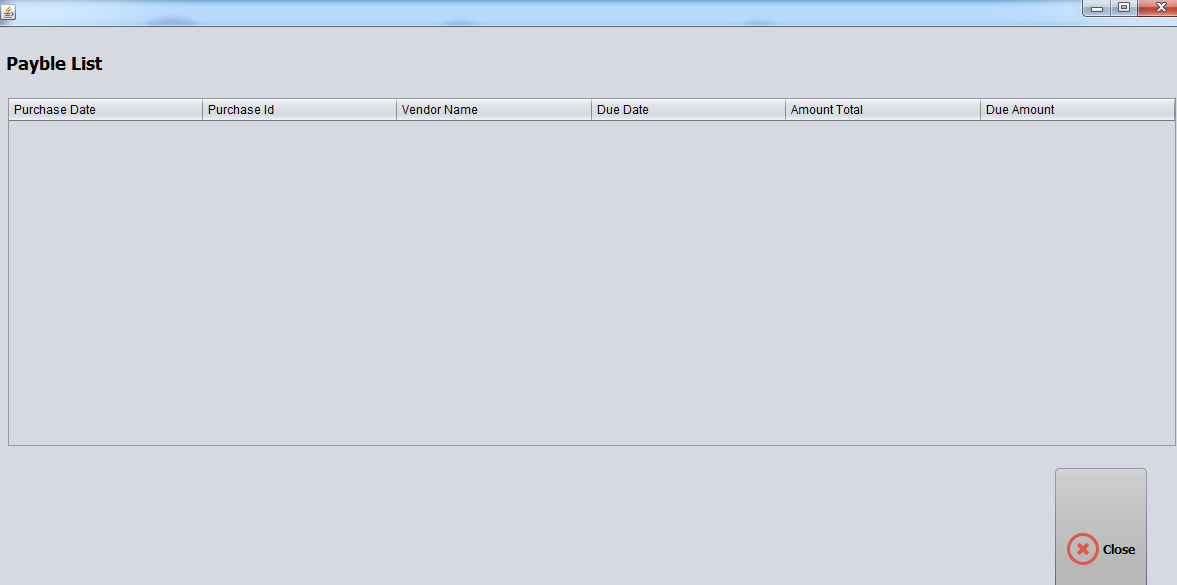 Payble List
Purchase Date Purchase Id Vendor Name Due Date Amount Total Due Amount
Close